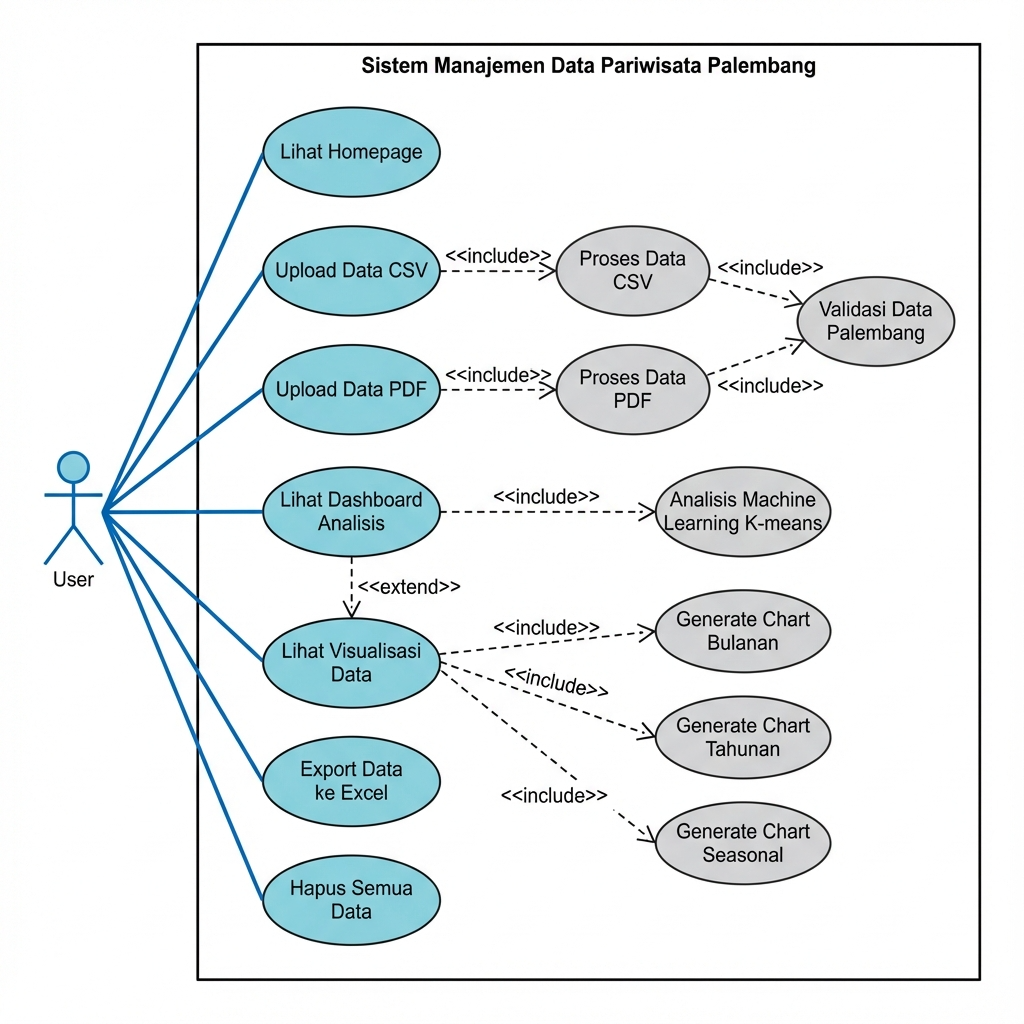 Sistem Manajemen Data Pariwisata Palembang
Lihat Homepage
Upload Data CSV
<<include>>
Proses Data
CSV
<<include>>
Validasi Data
Palembang
Upload Data PDF
<<include>>
Proses Data
PDF
<<include>>
User
Lihat Dashboard
Analisis
<<include>>
Analisis Machine
Learning K-means
<<extend>>
Lihat Visualisasi
Data
<<include>>
Generate Chart
Bulanan
<<include>>
Generate Chart
Tahunan
<<include>>
Generate Chart
Seasonal
Export Data
ke Excel
Hapus Semua
Data